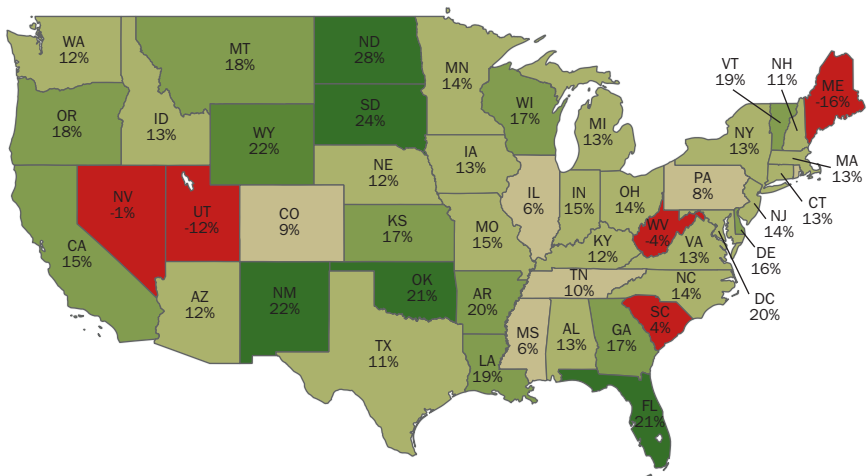 WA
12%
OR
18%
CA
15%
NV
-1%
ID
13%
MT
18%
WY
22%
UT
-12%
AZ
12%
CO
9%
NM
22%
ND
28%
SD
24%
NE
12%
KS
17%
OK
21%
TX
11%
MN
14%
IA
13%
MO
15%
AR
20%
LA
19%
WI
17%
IL
6%
MI
13%
IN
15%
OH
14%
KY
12%
TN
10%
MS
6%
AL
13%
GA
17%
FL
21%
SC
4%
NC
14%
VA
13%
WV
-4%
PA
8%
NY
13%
VT
19%
NH
11%
ME
-16%
MA
13%
CT
13%
NJ
14%
DE
16%
DC
20%